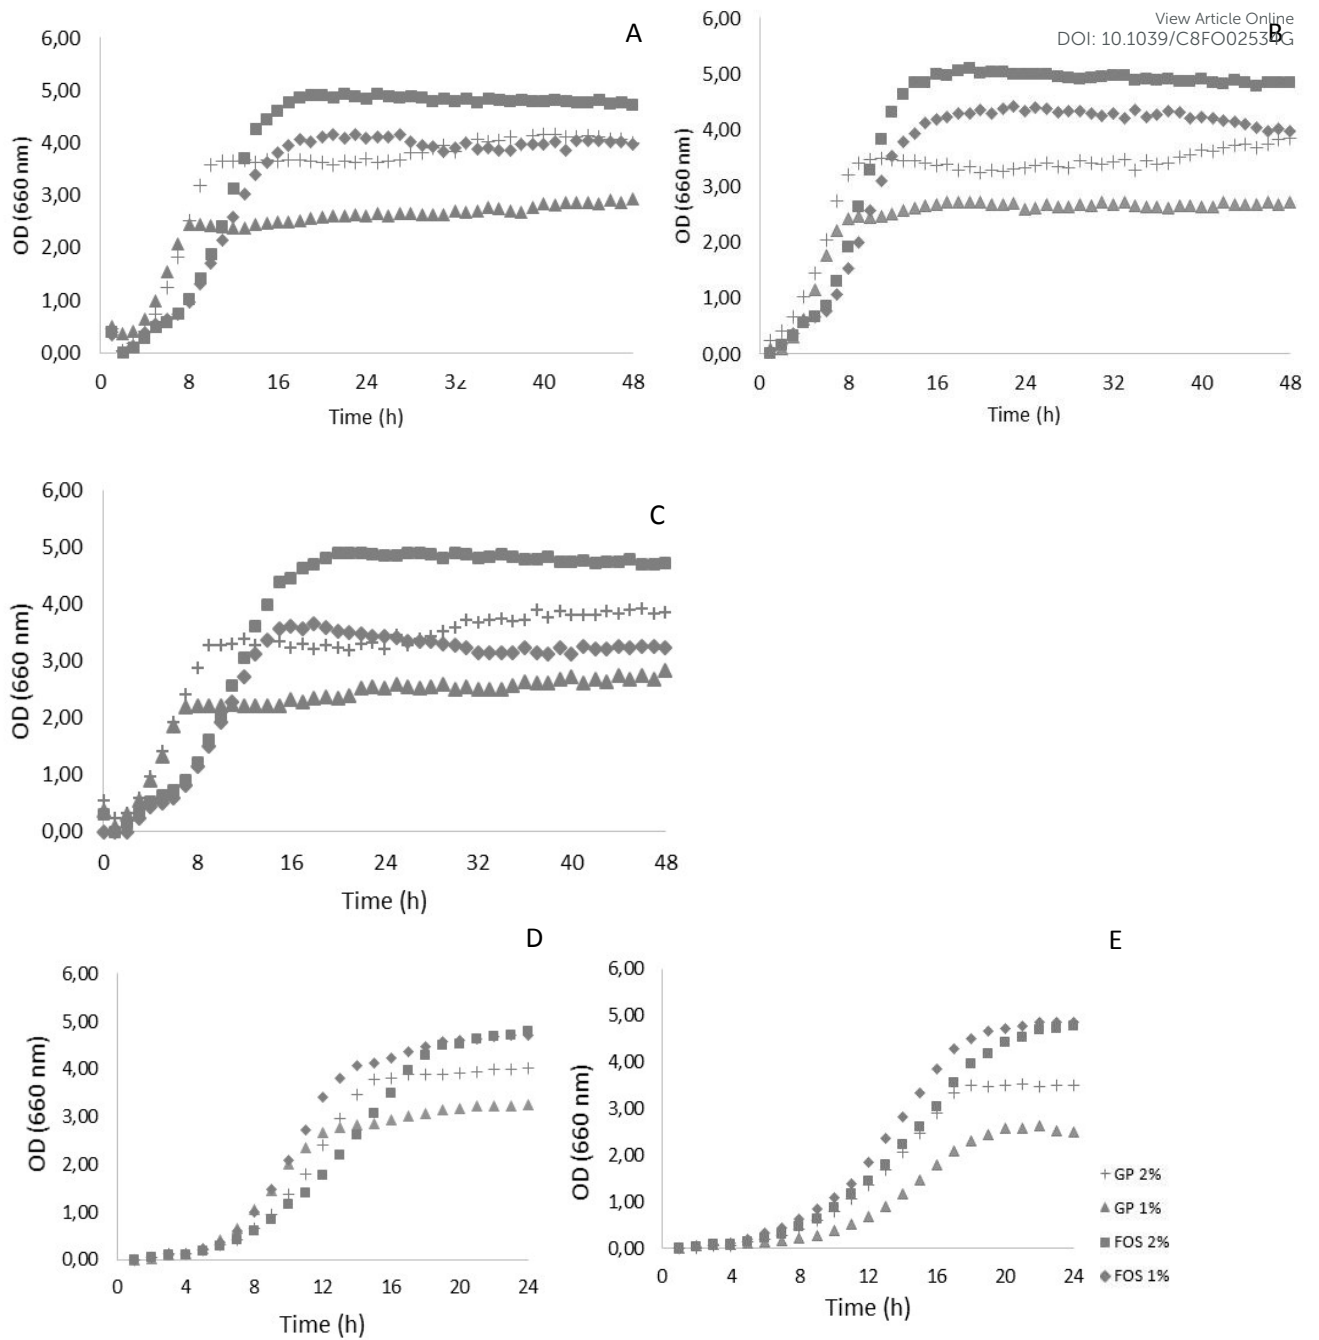 View Article Online
DOI: 10.1039/C8FO02534G
A
B
6,00
5,00
4,00
3,00
2,00
1,00
0,00
OD (660 nm)
0 8 16 24 32 40 48
Time (h)
6,00
5,00
4,00
3,00
2,00
1,00
0,00
OD (660 nm)
0 8 16 24 32 40 48
Time (h)
C
6,00
5,00
4,00
3,00
2,00
1,00
0,00
OD (660 nm)
0 8 16 24 32 40 48
Time (h)
D
6,00
5,00
4,00
3,00
2,00
1,00
0,00
OD (660 nm)
0 4 8 12 16 20 24
Time (h)
E
6,00
5,00
4,00
3,00
2,00
1,00
0,00
OD (660 nm)
0 4 8 12 16 20 24
Time (h)
GP 2%
GP 1%
FOS 2%
FOS 1%